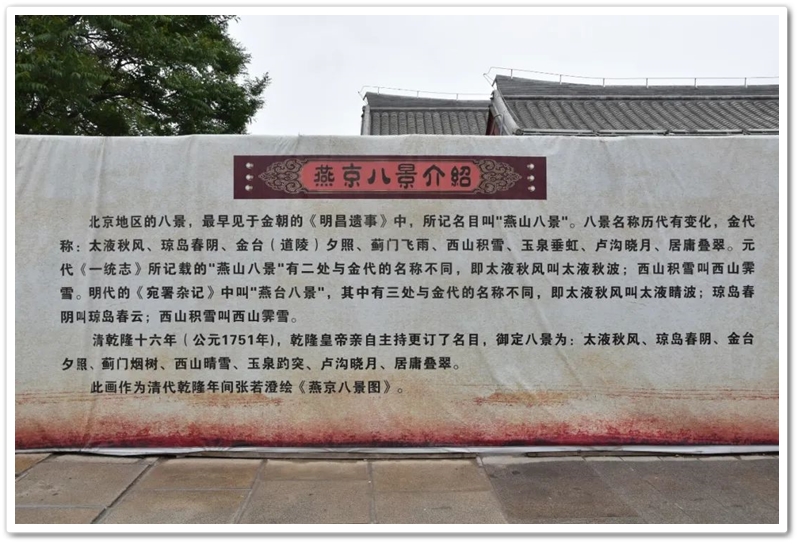 燕京八景介紹
北京地区的八景，最早见于金朝的《明昌遗事》中，所记名目叫"燕山八景"。八景名称历代有变化，金代
称：太液秋风、琼岛春阴、金台（道陵）夕照、蓟门飞雨、西山积雪、玉泉垂虹、卢沟晓月、居庸叠翠。元
代《一统志》所记载的"燕山八景"有二处与金代的名称不同，即太液秋风叫太液秋波；西山积雪叫西山霁
雪。明代的《宛署杂记》中叫"燕台八景"，其中有三处与金代的名称不同，即太液秋风叫太液晴波；琼岛春
阴叫琼岛春云；西山积雪叫西山霁雪。
清乾隆十六年（公元1751年)，乾隆皇帝亲自主持更订了名目，御定八景为：太液秋风、琼岛春阴、金台
夕照、蓟门烟树、西山晴雪、玉泉趵突、卢沟晓月、居庸叠翠。
此画作为清代乾隆年间张若澄绘《燕京八景图》。